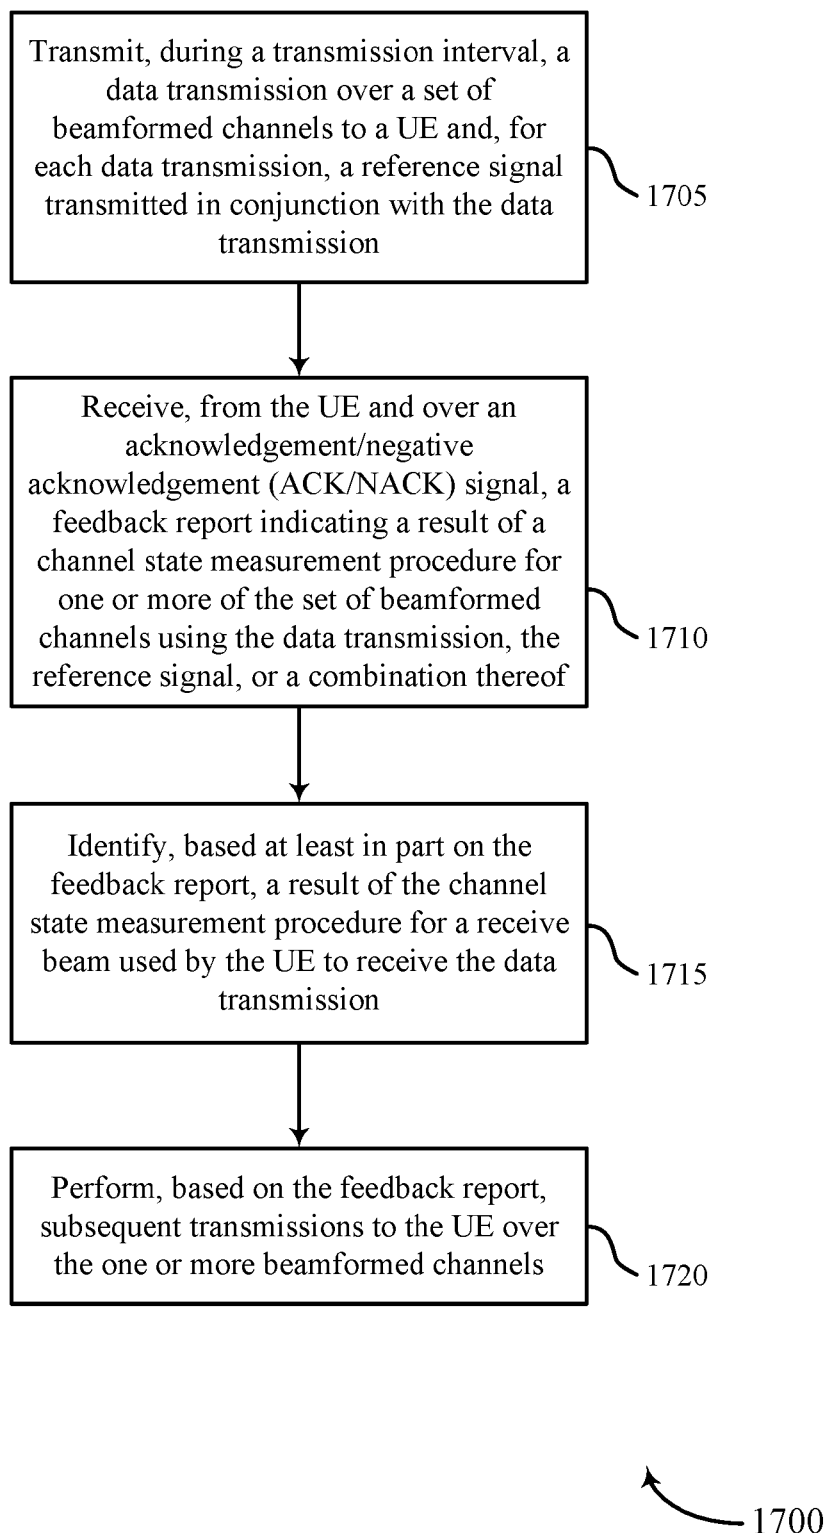 Transmit, during a transmission interval, a
data transmission over a set of
beamformed channels to a UE and, for
each data transmission, a reference signal
transmitted in conjunction with the data
transmission
1705
Receive, from the UE and over an
acknowledgement/negative
acknowledgement (ACK/NACK) signal, a
feedback report indicating a result of a
channel state measurement procedure for
one or more of the set of beamformed
channels using the data transmission, the
reference signal, or a combination thereof
1710
Identify, based at least in part on the
feedback report, a result of the channel
state measurement procedure for a receive
beam used by the UE to receive the data
transmission
1715
Perform, based on the feedback report,
subsequent transmissions to the UE over
the one or more beamformed channels
1720
1700